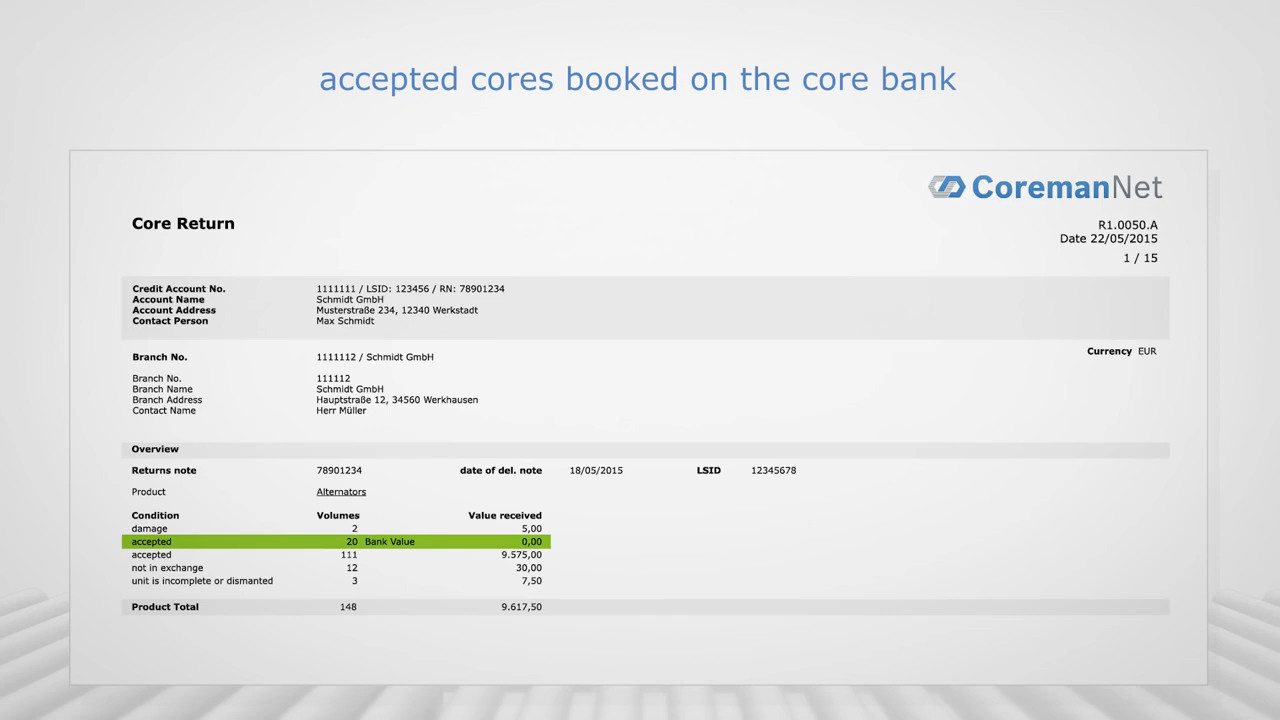 accepted cores booked on the core bank
CoremanNet
Core Return
R1.0050.A
Date 22/05/2015
1 / 15
Credit Account No. 1111111 / LSID: 123456 / RN: 78901234
Account Name Schmidt GmbH
Account Address Musterstraße 234, 12340 Werkstadt
Contact Person Max Schmidt
Currency EUR
Branch No. 1111112 / Schmidt GmbH
Branch No. 111112
Branch Name Schmidt GmbH
Branch Address Hauptstraße 12, 34560 Werkhausen
Contact Name Herr Müller
Overview
Returns note 78901234 date of del. note 18/05/2015 LSID 12345678
Product Alternators
Condition Volumes Value received
damage 2 5,00
accepted 20 Bank Value 0,00
accepted 111 9.575,00
not in exchange 12 30,00
unit is incomplete or dismanted 3 7,50
Product Total 148 9.617,50